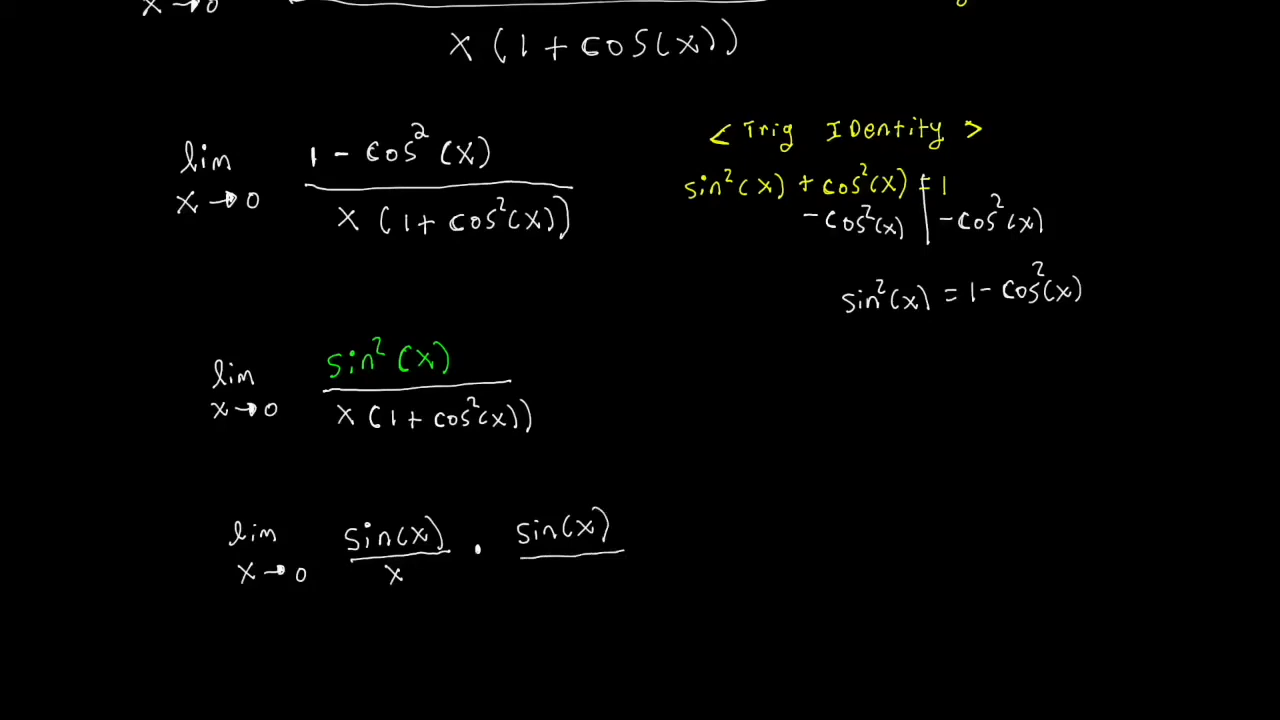 x→0
x(1+cos(x))
lim x→0 1-cos²(x)
x(1+cos²(x))
<Trig IDentity>
sin²(x) + cos²(x) = 1
-cos²(x) | -cos²(x)
sin²(x) = 1-cos²(x)
lim x→0 sin²(x)
x(1+cos²(x))
lim x→0 sin(x) · sin(x)
x